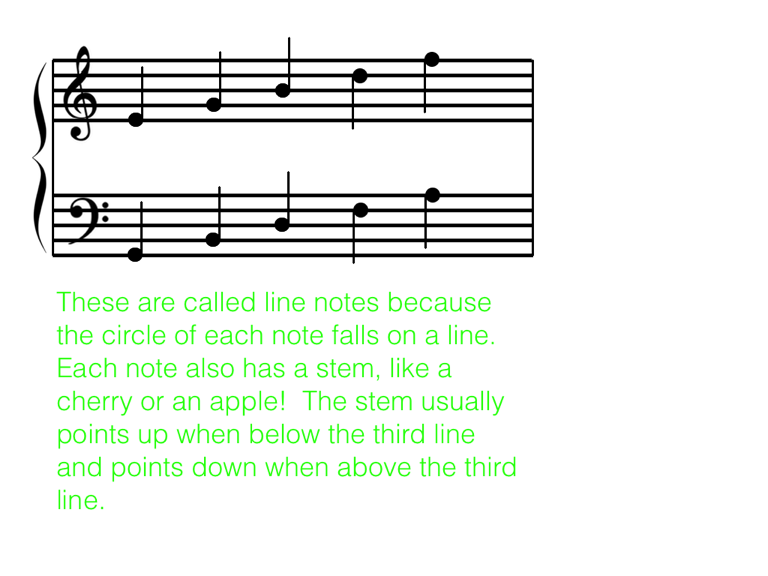 These are called line notes because
the circle of each note falls on a line.
Each note also has a stem, like a
cherry or an apple!  The stem usually
points up when below the third line
and points down when above the third
line.